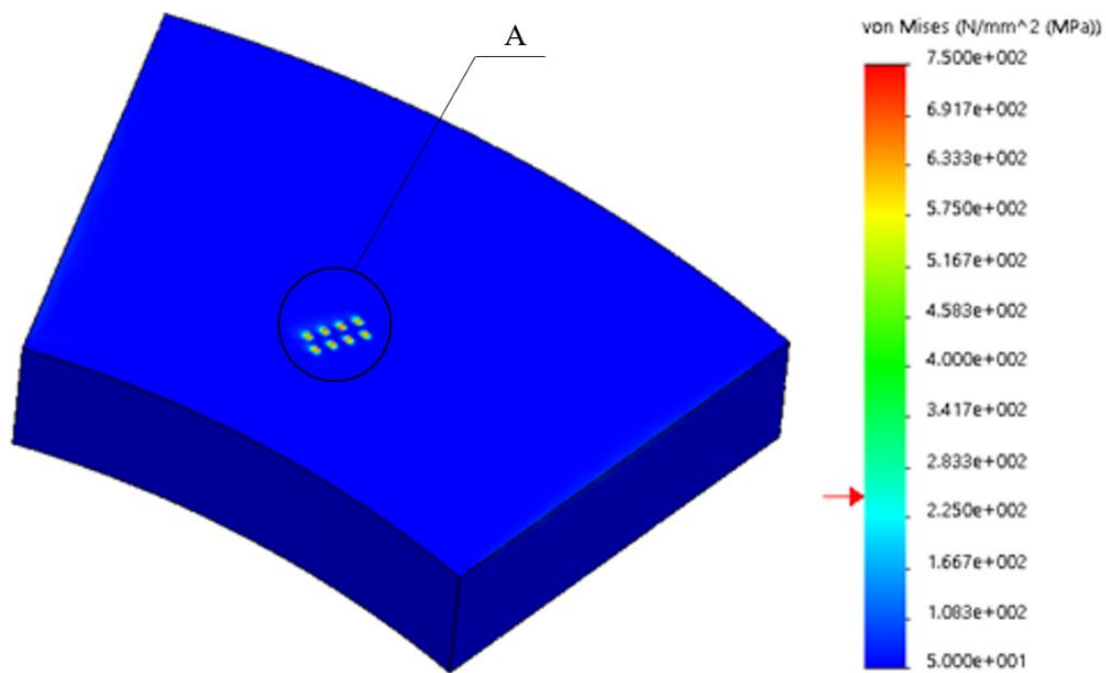 A
von Mises (N/mm^2 (MPa))
7.500e+002
6.917e+002
6.333e+002
5.750e+002
5.167e+002
4.583e+002
4.000e+002
3.417e+002
2.833e+002
2.250e+002
1.667e+002
1.083e+002
5.000e+001